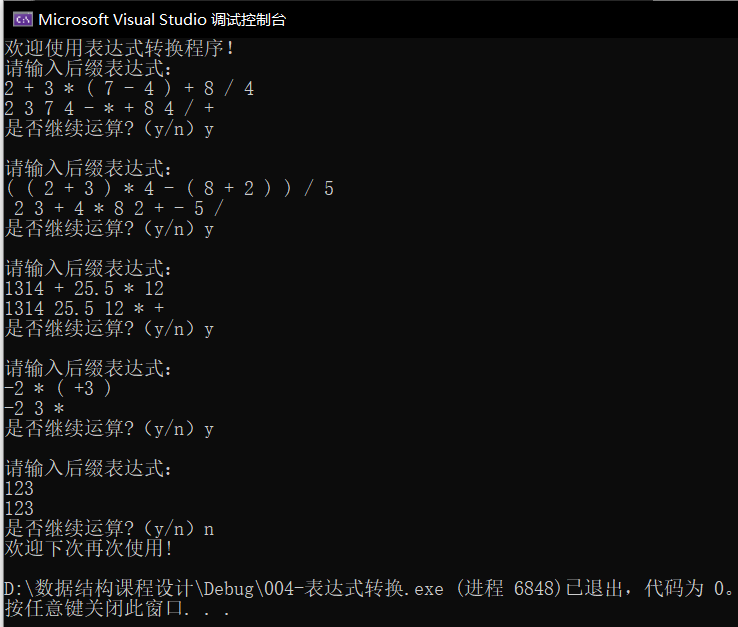 Microsoft Visual Studio 调试控制台
欢迎使用表达式转换程序!
请输入后缀表达式:
2 + 3 * ( 7 - 4 ) + 8 / 4
2 3 7 4 - * + 8 4 / +
是否继续运算?（y/n）y
请输入后缀表达式:
( ( 2 + 3 ) * 4 - ( 8 + 2 ) ) / 5
 2 3 + 4 * 8 2 + - 5 /
是否继续运算?（y/n）y
请输入后缀表达式:
1314 + 25.5 * 12
1314 25.5 12 * +
是否继续运算?（y/n）y
请输入后缀表达式:
-2 * ( +3 )
-2 3 *
是否继续运算?（y/n）y
请输入后缀表达式:
123
123
是否继续运算?（y/n）n
欢迎下次再次使用!
D:\数据结构课程设计\Debug\004-表达式转换.exe (进程 6848)已退出，代码为 0。
按任意键关闭此窗口. . .